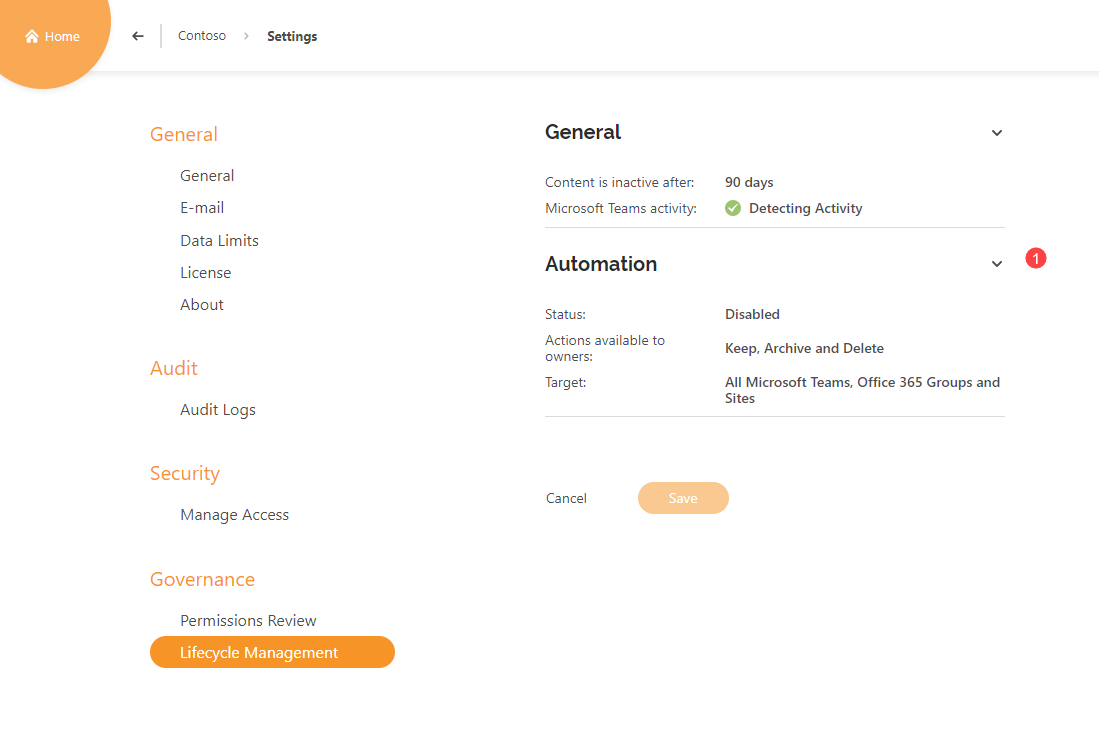 Home
Contoso
Settings
General
General
E-mail
Data Limits
License
About
Audit
Audit Logs
Security
Manage Access
Governance
Permissions Review
Lifecycle Management
General
Content is inactive after: 90 days
Microsoft Teams activity: Detecting Activity
Automation
1
Status: Disabled
Actions available to
owners:
Keep, Archive and Delete
Target: All Microsoft Teams, Office 365 Groups and
Sites
Cancel
Save